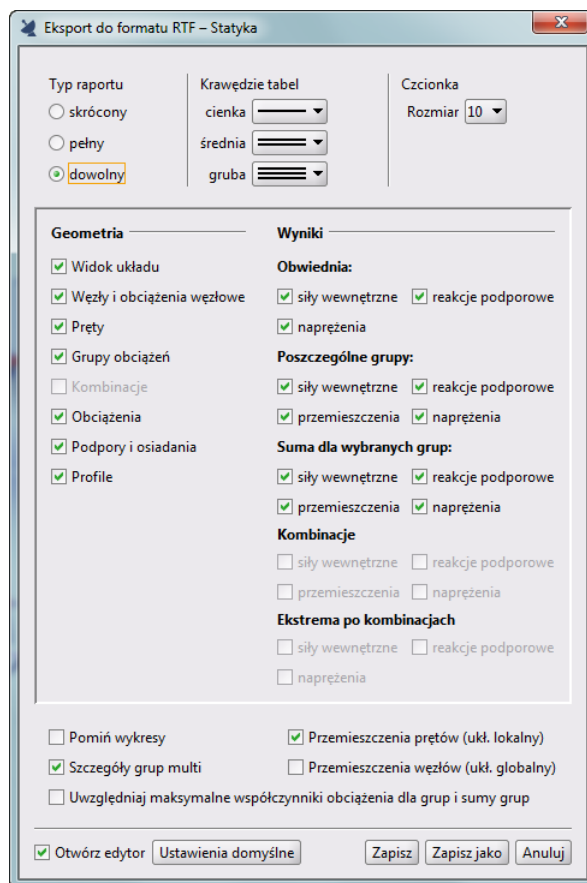 Eksport do formatu RTF – Statyka
Typ raportu
skrócony
pełny
dowolny
Krawędzie tabel
cienka
średnia
gruba
Czcionka
Rozmiar 10
Geometria
Widok układu
Węzły i obciążenia węzłowe
Pręty
Grupy obciążeń
Kombinacje
Obciążenia
Podpory i osiadania
Profile
Wyniki
Obwiednia:
siły wewnętrzne reakcje podporowe
naprężenia
Poszczególne grupy:
siły wewnętrzne reakcje podporowe
przemieszczenia naprężenia
Suma dla wybranych grup:
siły wewnętrzne reakcje podporowe
przemieszczenia naprężenia
Kombinacje
siły wewnętrzne reakcje podporowe
przemieszczenia naprężenia
Ekstrema po kombinacjach
siły wewnętrzne reakcje podporowe
naprężenia
Pomiń wykresy Przemieszczenia prętów (ukł. lokalny)
Szczegóły grup multi Przemieszczenia węzłów (ukł. globalny)
Uwzględniaj maksymalne współczynniki obciążenia dla grup i sumy grup
Otwórz edytor Ustawienia domyślne Zapisz Zapisz jako Anuluj